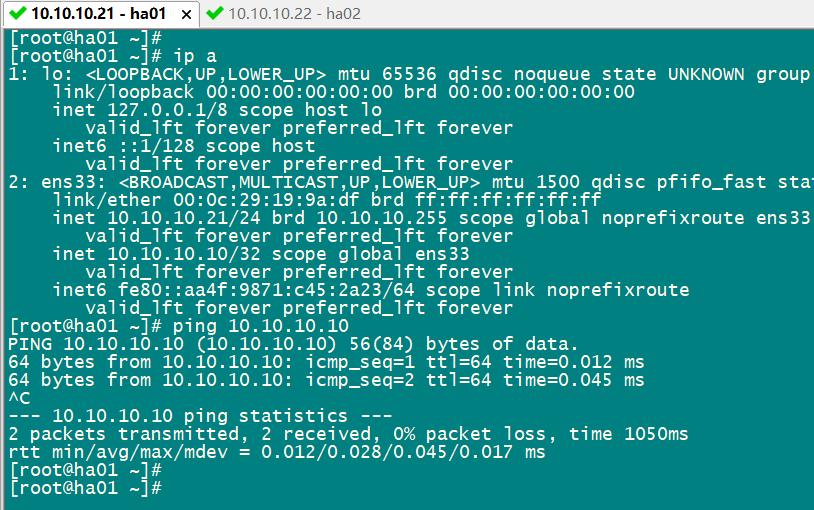 10.10.10.21 - ha01 × 10.10.10.22 - ha02
[root@ha01 ~]#
[root@ha01 ~]# ip a
1: lo: <LOOPBACK,UP,LOWER_UP> mtu 65536 qdisc noqueue state UNKNOWN group
    link/loopback 00:00:00:00:00:00 brd 00:00:00:00:00:00
    inet 127.0.0.1/8 scope host lo
       valid_lft forever preferred_lft forever
    inet6 ::1/128 scope host
       valid_lft forever preferred_lft forever
2: ens33: <BROADCAST,MULTICAST,UP,LOWER_UP> mtu 1500 qdisc pfifo_fast sta
    link/ether 00:0c:29:19:9a:df brd ff:ff:ff:ff:ff:ff
    inet 10.10.10.21/24 brd 10.10.10.255 scope global noprefixroute ens33
       valid_lft forever preferred_lft forever
    inet 10.10.10.10/32 scope global ens33
       valid_lft forever preferred_lft forever
    inet6 fe80::aa4f:9871:c45:2a23/64 scope link noprefixroute
       valid_lft forever preferred_lft forever
[root@ha01 ~]# ping 10.10.10.10
PING 10.10.10.10 (10.10.10.10) 56(84) bytes of data.
64 bytes from 10.10.10.10: icmp_seq=1 ttl=64 time=0.012 ms
64 bytes from 10.10.10.10: icmp_seq=2 ttl=64 time=0.045 ms
^C
--- 10.10.10.10 ping statistics ---
2 packets transmitted, 2 received, 0% packet loss, time 1050ms
rtt min/avg/max/mdev = 0.012/0.028/0.045/0.017 ms
[root@ha01 ~]#
[root@ha01 ~]#